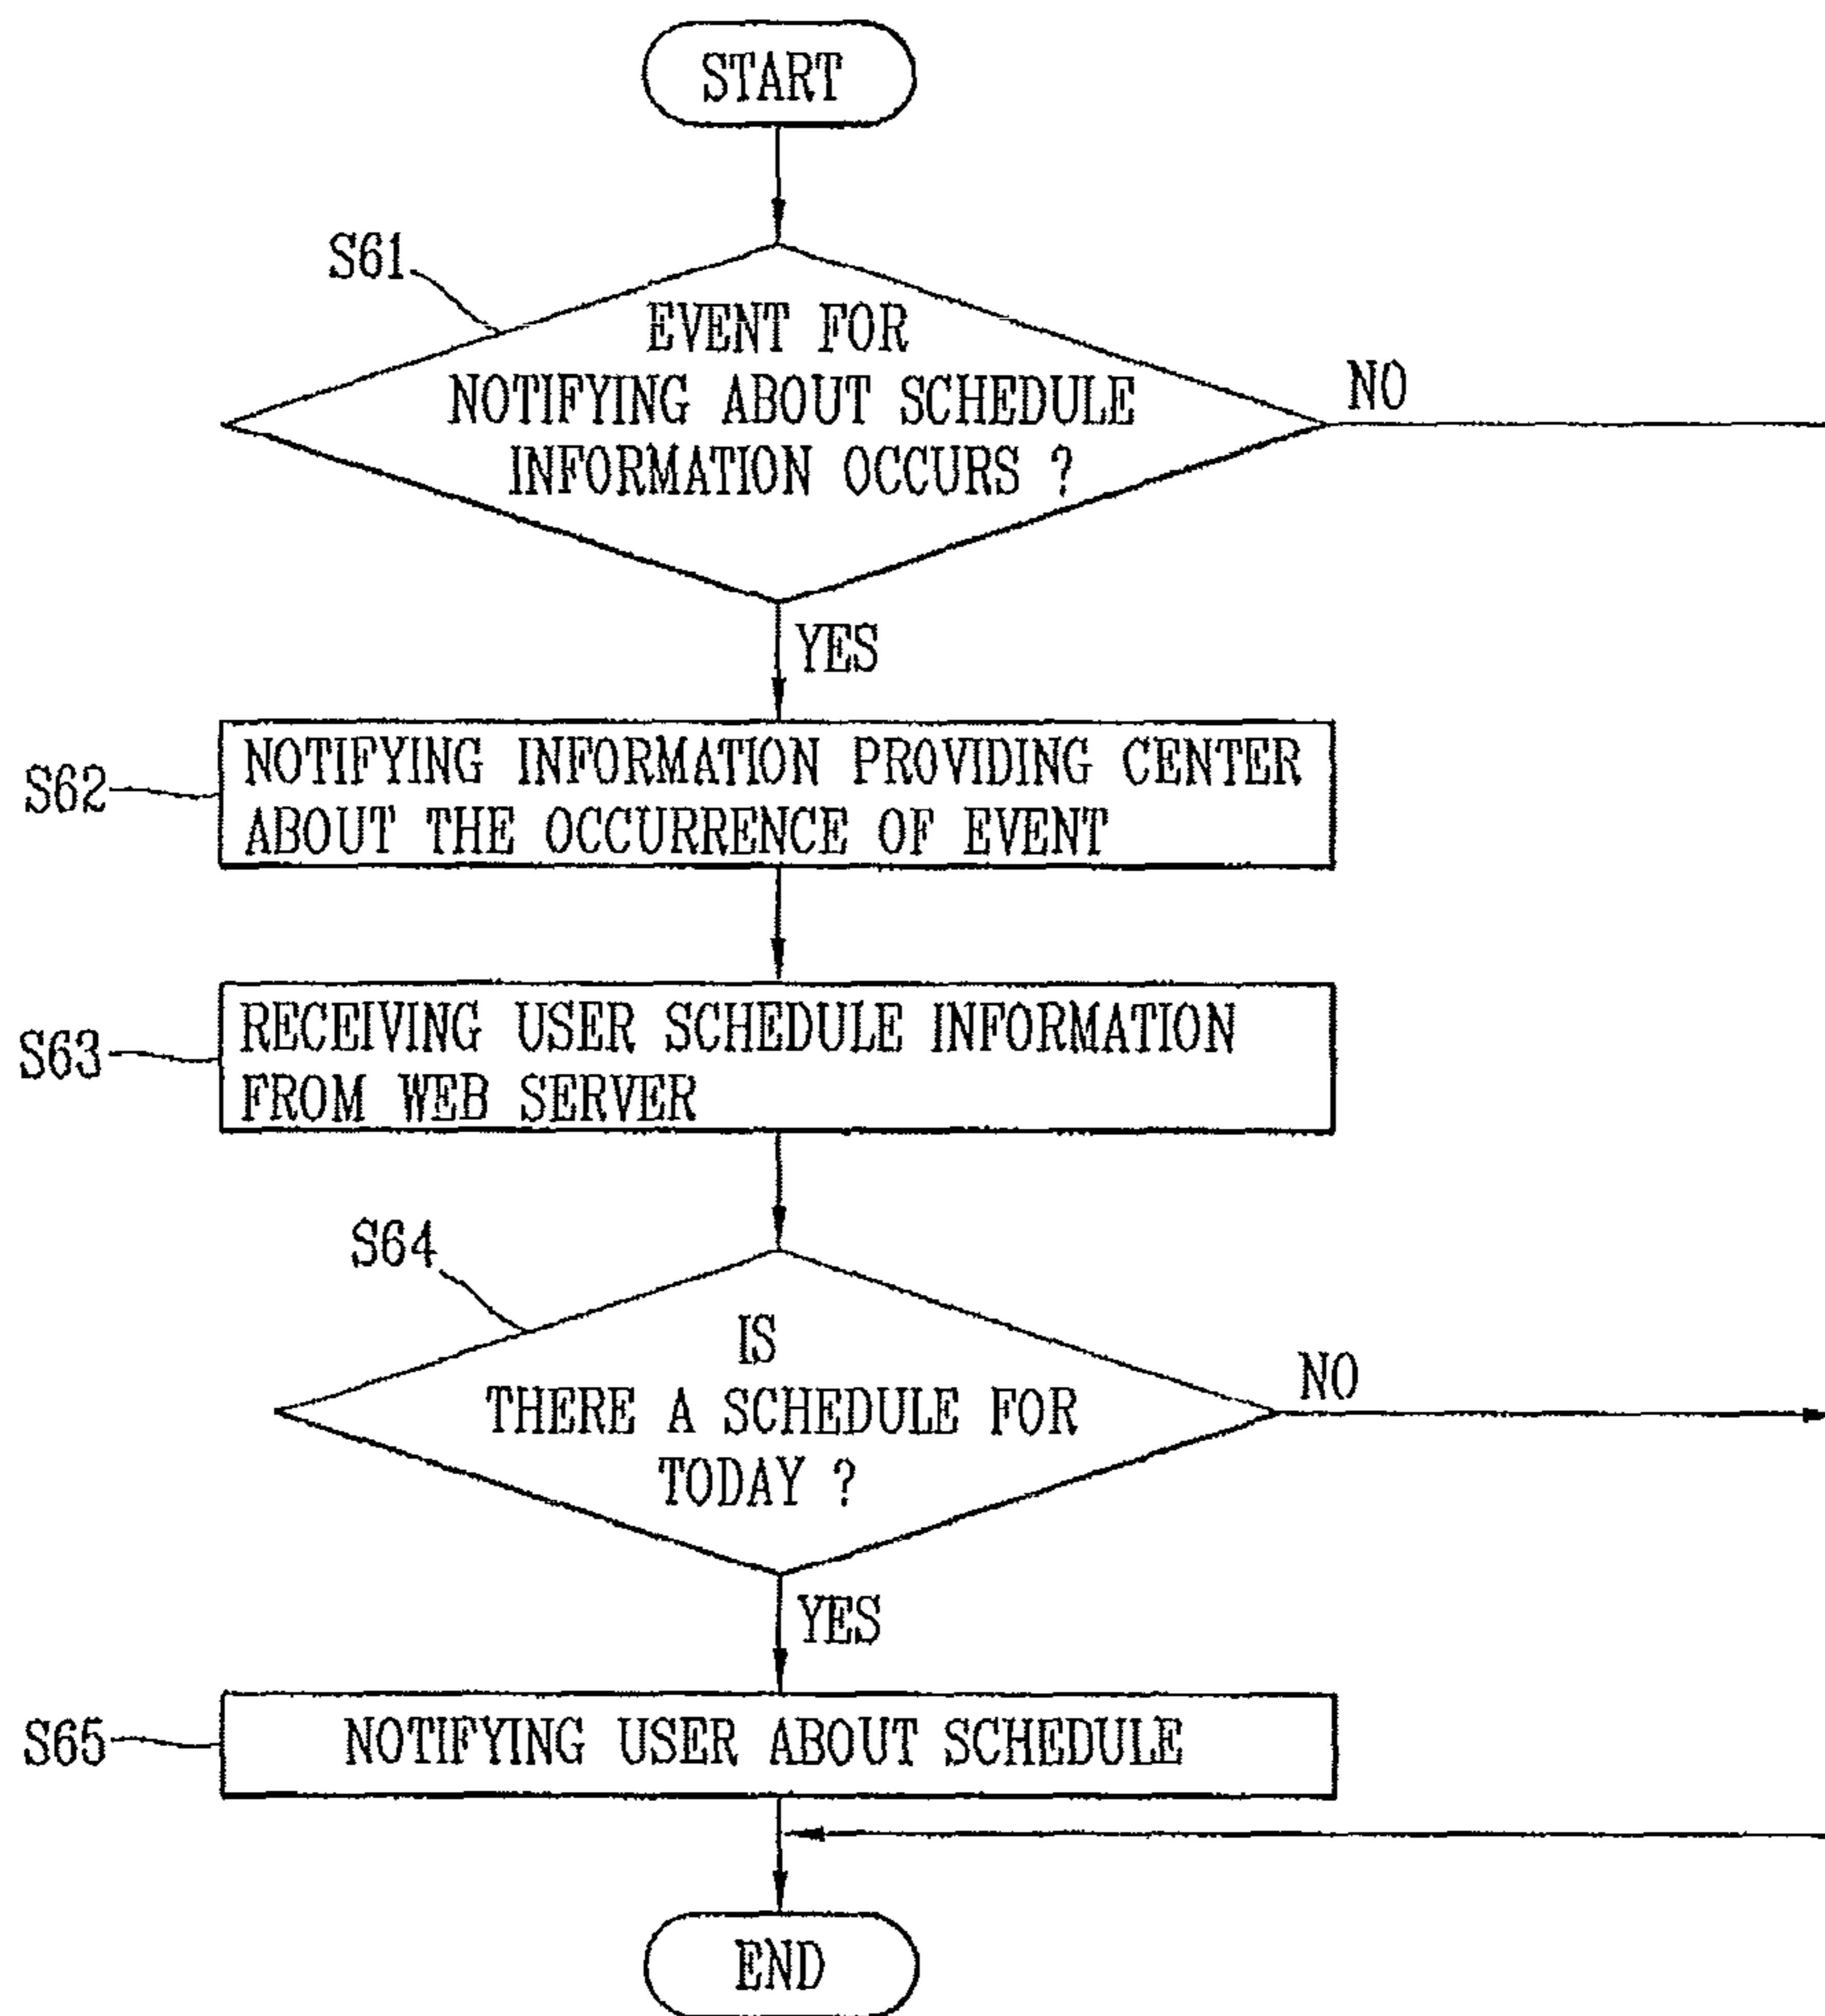 START
S61
EVENT FOR
NOTIFYING ABOUT SCHEDULE
INFORMATION OCCURS ?
NO
YES
S62
NOTIFYING INFORMATION PROVIDING CENTER
ABOUT THE OCCURRENCE OF EVENT
S63
RECEIVING USER SCHEDULE INFORMATION
FROM WEB SERVER
S64
IS
THERE A SCHEDULE FOR
TODAY ?
NO
YES
S65
NOTIFYING USER ABOUT SCHEDULE
END